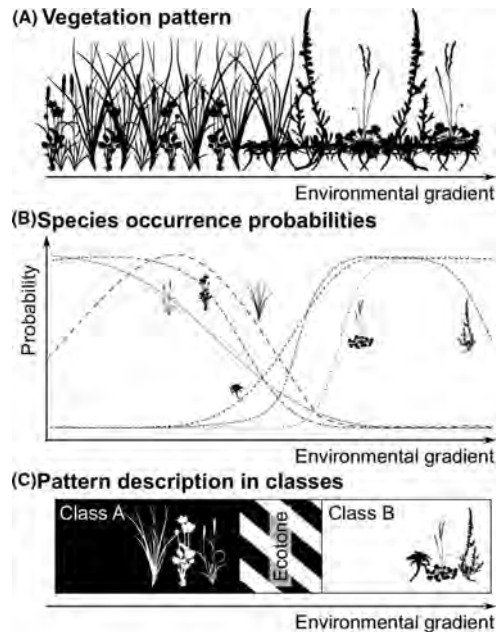 (A) Vegetation pattern
Environmental gradient
(B) Species occurrence probabilities
Probability
Environmental gradient
(C) Pattern description in classes
Class A
Ecotone
Class B
Environmental gradient